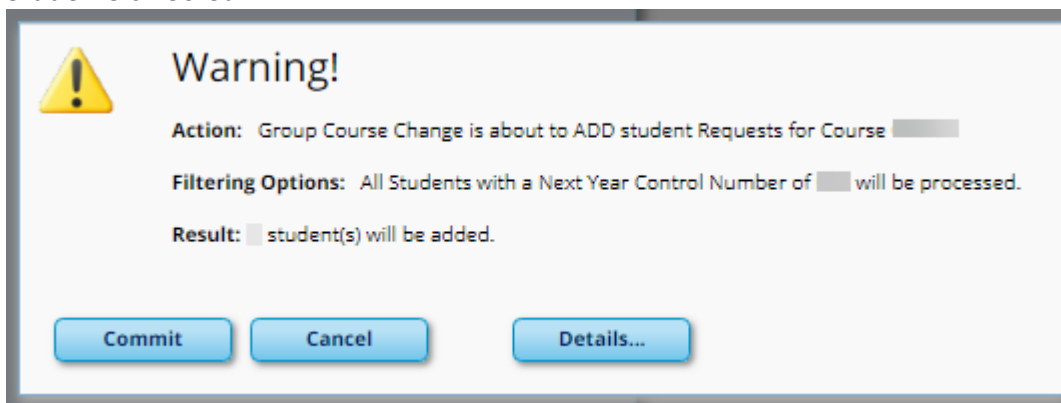 Warning!
Action: Group Course Change is about to ADD student Requests for Course
Filtering Options: All Students with a Next Year Control Number of will be processed.
Result: student(s) will be added.
Commit Cancel Details...